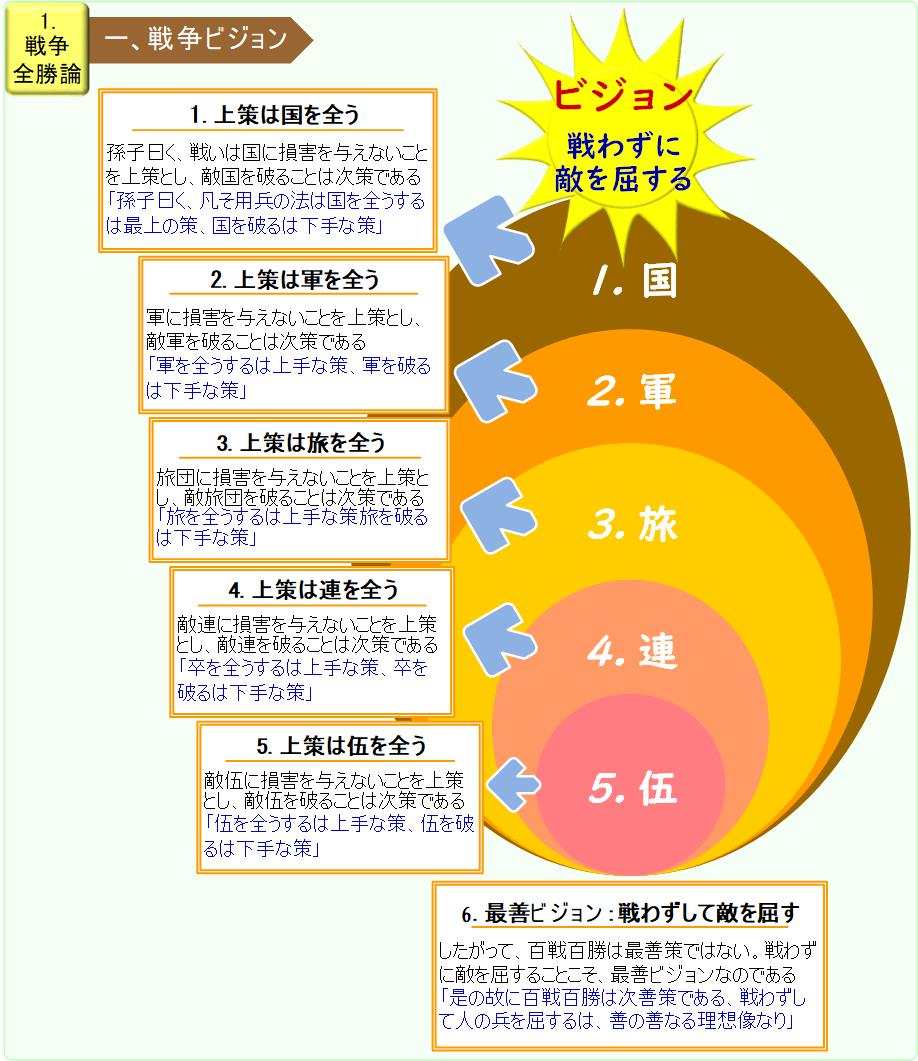 1.
戦争
全勝論
一、戦争ビジョン
ビジョン
戦わずに
敵を屈する
1. 上策は国を全う
孫子曰く、戦いは国に損害を与えないこと
を上策とし、敵国を破ることは次策である
「孫子曰く、凡そ用兵の法は国を全うする
は最上の策、国を破るは下手な策」
1. 国
2. 上策は軍を全う
軍に損害を与えないことを上策とし、
敵軍を破ることは次策である
「軍を全うするは上手な策、軍を破る
は下手な策」
2. 軍
3. 上策は旅を全う
旅団に損害を与えないことを上策と
し、敵旅団を破ることは次策である
「旅を全うするは上手な策旅を破る
は下手な策」
3. 旅
4. 上策は連を全う
敵連に損害を与えないことを上策
とし、敵連を破ることは次策である
「卒を全うするは上手な策、卒を
破るは下手な策」
4. 連
5. 上策は伍を全う
敵伍に損害を与えないことを上策
とし、敵伍を破ることは次策である
「伍を全うするは上手な策、伍を破
るは下手な策」
5. 伍
6. 最善ビジョン：戦わずして敵を屈す
したがって、百戦百勝は最善策ではない。戦わず
に敵を屈することこそ、最善ビジョンなのである
「是の故に百戦百勝は次善策である、戦わずし
て人の兵を屈するは、善の善なる理想像なり」